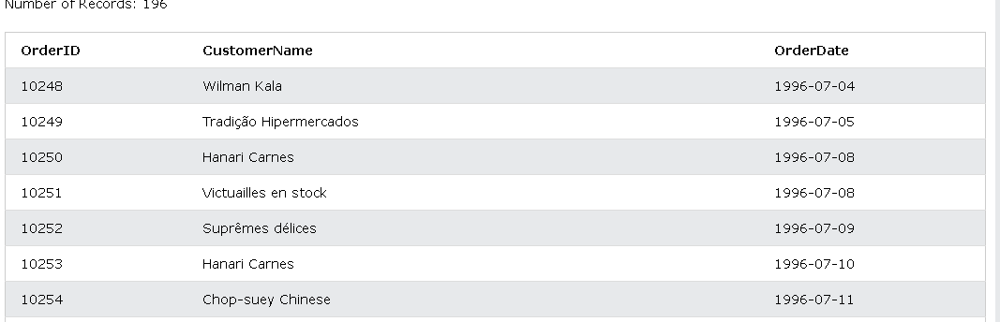 Number of Records: 196
OrderID CustomerName OrderDate
10248 Wilman Kala 1996-07-04
10249 Tradição Hipermercados 1996-07-05
10250 Hanari Carnes 1996-07-08
10251 Victuailles en stock 1996-07-08
10252 Suprêmes délices 1996-07-09
10253 Hanari Carnes 1996-07-10
10254 Chop-suey Chinese 1996-07-11